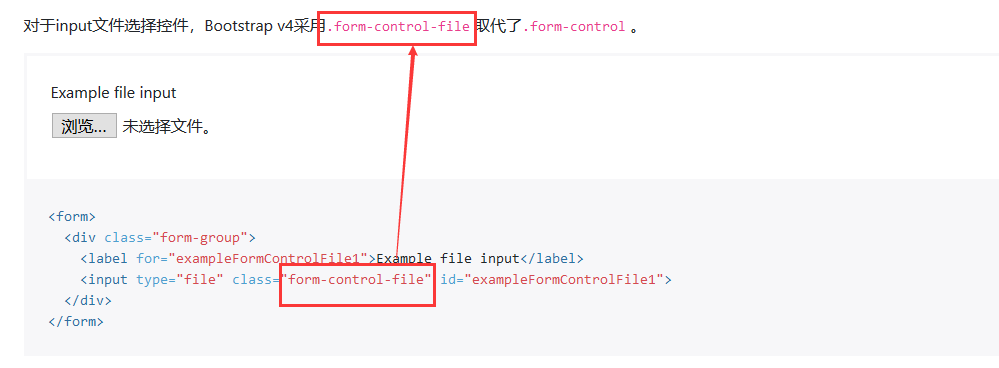 对于input文件选择控件，Bootstrap v4采用.form-control-file取代了.form-control 。
Example file input
浏览... 未选择文件。
<form>
  <div class="form-group">
    <label for="exampleFormControlFile1">Example file input</label>
    <input type="file" class="form-control-file" id="exampleFormControlFile1">
  </div>
</form>